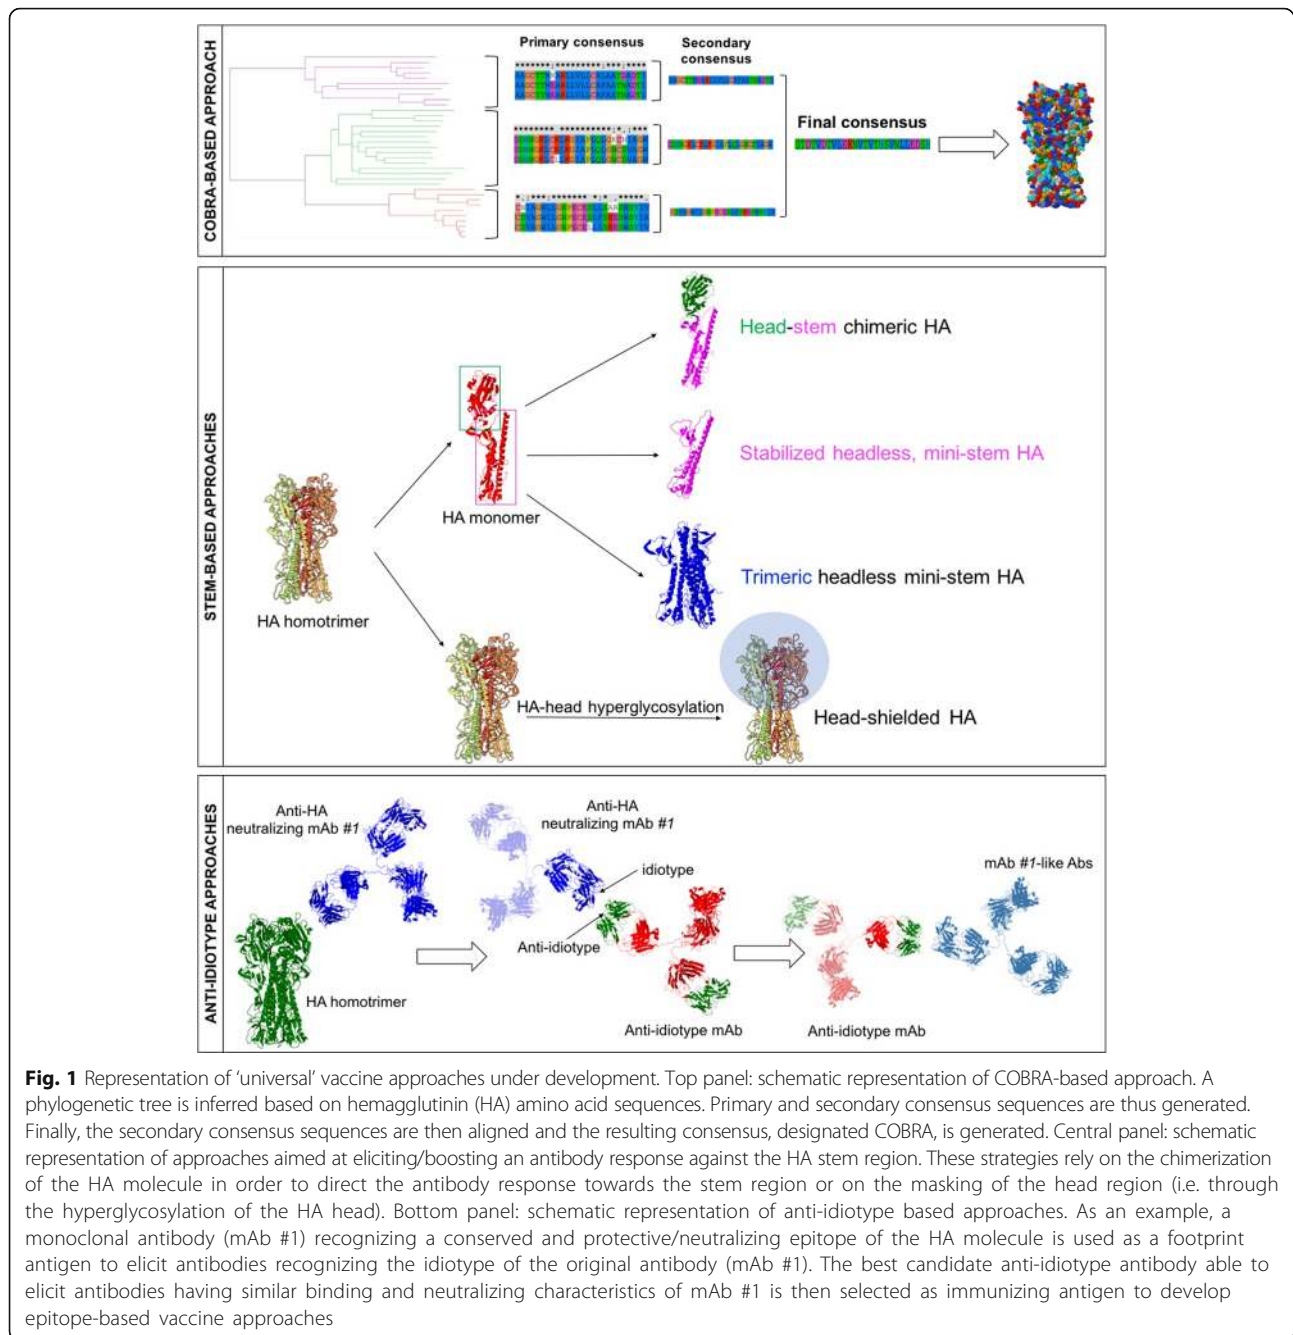 COBRA-BASED APPROACH
Primary consensus
Secondary
consensus
Final consensus
STEM-BASED APPROACHES
HA homotrimer
HA monomer
Head-stem chimeric HA
Stabilized headless, mini-stem HA
Trimeric headless mini-stem HA
HA-head hyperglycosylation
Head-shielded HA
ANTI-IDIOTYPE APPROACHES
Anti-HA
neutralizing mAb #1
HA homotrimer
Anti-HA
neutralizing mAb #1
idiotype
Anti-idiotype
Anti-idiotype mAb
mAb #1-like Abs
Anti-idiotype mAb
Fig. 1 Representation of ‘universal’ vaccine approaches under development. Top panel: schematic representation of COBRA-based approach. A
phylogenetic tree is inferred based on hemagglutinin (HA) amino acid sequences. Primary and secondary consensus sequences are thus generated.
Finally, the secondary consensus sequences are then aligned and the resulting consensus, designated COBRA, is generated. Central panel: schematic
representation of approaches aimed at eliciting/boosting an antibody response against the HA stem region. These strategies rely on the chimerization
of the HA molecule in order to direct the antibody response towards the stem region or on the masking of the head region (i.e. through
the hyperglycosylation of the HA head). Bottom panel: schematic representation of anti-idiotype based approaches. As an example, a
monoclonal antibody (mAb #1) recognizing a conserved and protective/neutralizing epitope of the HA molecule is used as a footprint
antigen to elicit antibodies recognizing the idiotype of the original antibody (mAb #1). The best candidate anti-idiotype antibody able to
elicit antibodies having similar binding and neutralizing characteristics of mAb #1 is then selected as immunizing antigen to develop
epitope-based vaccine approaches